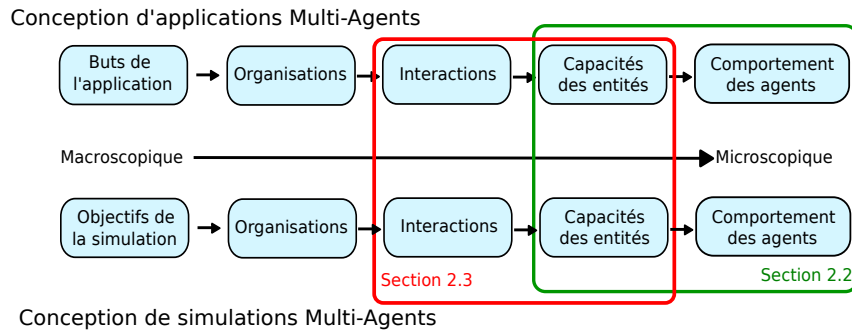 Conception d'applications Multi-Agents
Buts de
l'application
Organisations
Interactions
Capacités
des entités
Comportement
des agents
Macroscopique
Microscopique
Objectifs de
la simulation
Organisations
Interactions
Capacités
des entités
Comportement
des agents
Section 2.3
Section 2.2
Conception de simulations Multi-Agents